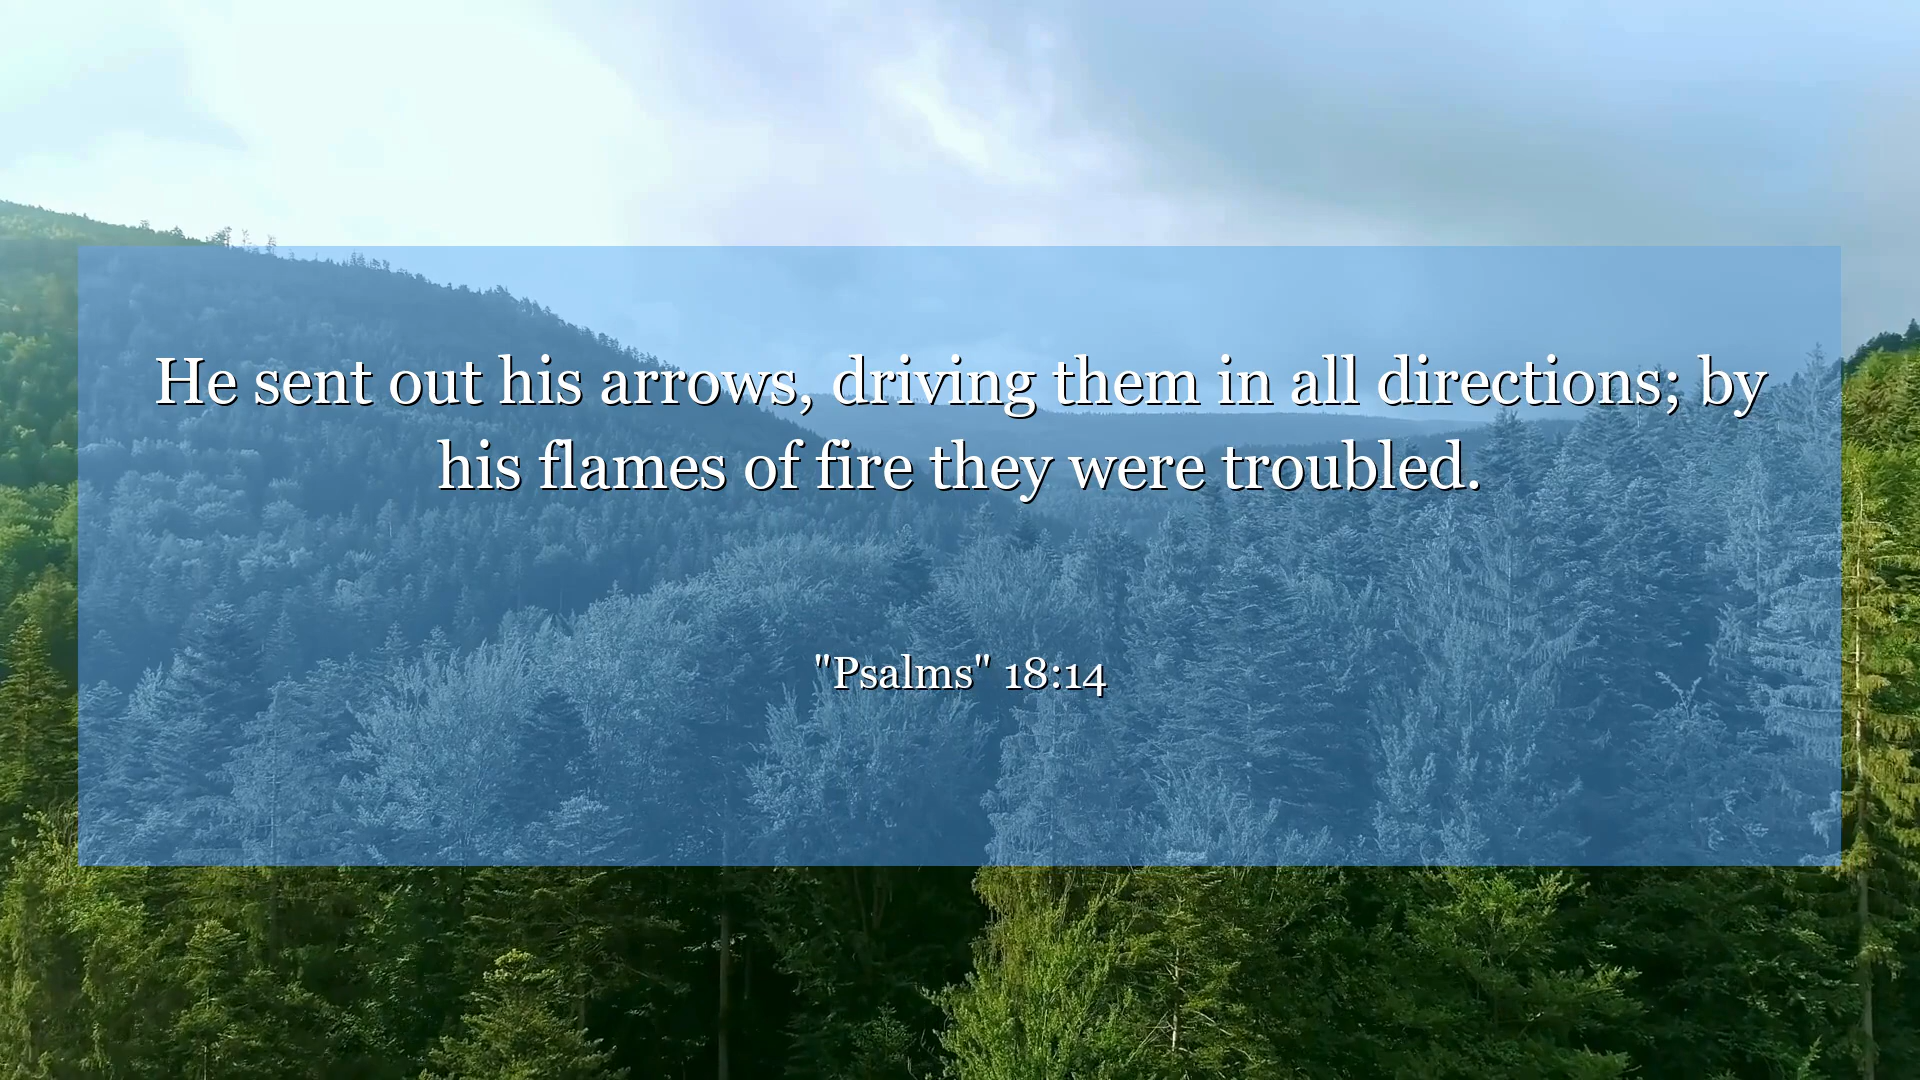 He sent out his arrows, driving them in all directions; by
his flames of fire they were troubled.
"Psalms" 18:14